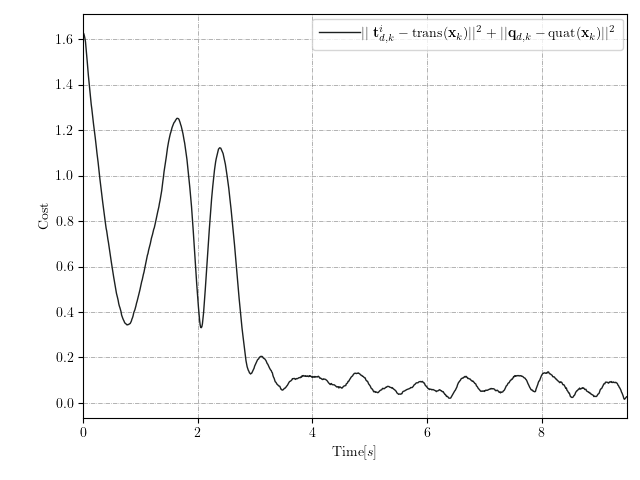 || t^i_{d,k} − trans(x_k)||^2 + ||q_{d,k} − quat(x_k)||^2
1.6
1.4
1.2
1.0
0.8
0.6
0.4
0.2
0.0
Cost
0 2 4 6 8
Time[s]